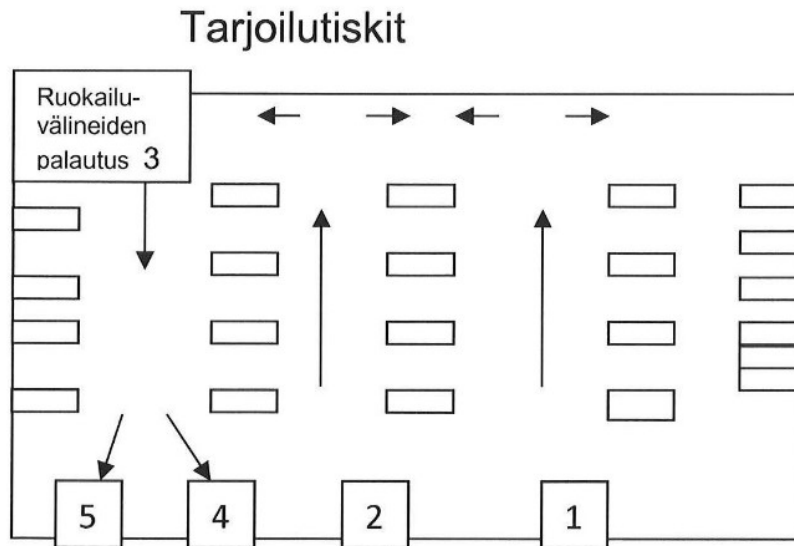 Tarjoilutiskit
Ruokailu-
välineiden
palautus 3
5
4
2
1